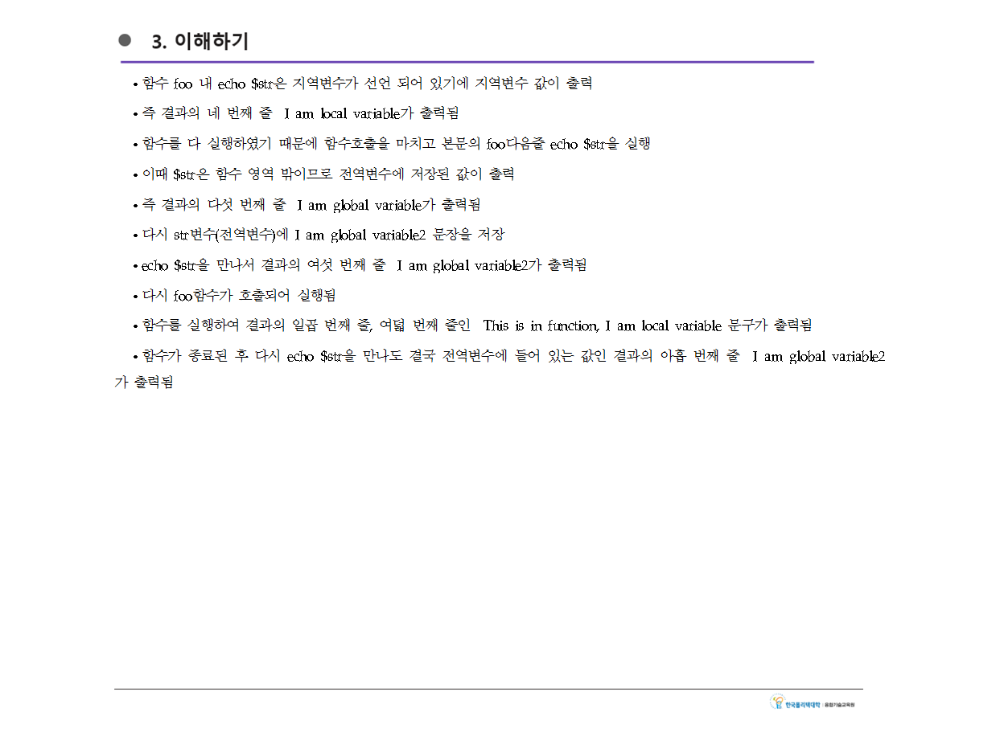 ● 3. 이해하기
• 함수 foo 내 echo $str은 지역변수가 선언 되어 있기에 지역변수 값이 출력
• 즉 결과의 네 번째 줄 I am local variable가 출력됨
• 함수를 다 실행하였기 때문에 함수호출을 마치고 본문의 foo다음줄 echo $str을 실행
• 이때 $str은 함수 영역 밖이므로 전역변수에 저장된 값이 출력
• 즉 결과의 다섯 번째 줄 I am global variable가 출력됨
• 다시 str변수(전역변수)에 I am global variable2 문장을 저장
• echo $str을 만나서 결과의 여섯 번째 줄 I am global variable2가 출력됨
• 다시 foo함수가 호출되어 실행됨
• 함수를 실행하여 결과의 일곱 번째 줄, 여덟 번째 줄인 This is in function, I am local variable 문구가 출력됨
• 함수가 종료된 후 다시 echo $str을 만나도 결국 전역변수에 들어 있는 값인 결과의 아홉 번째 줄 I am global variable2
가 출력됨
한국폴리텍대학 | 융합기술교육원